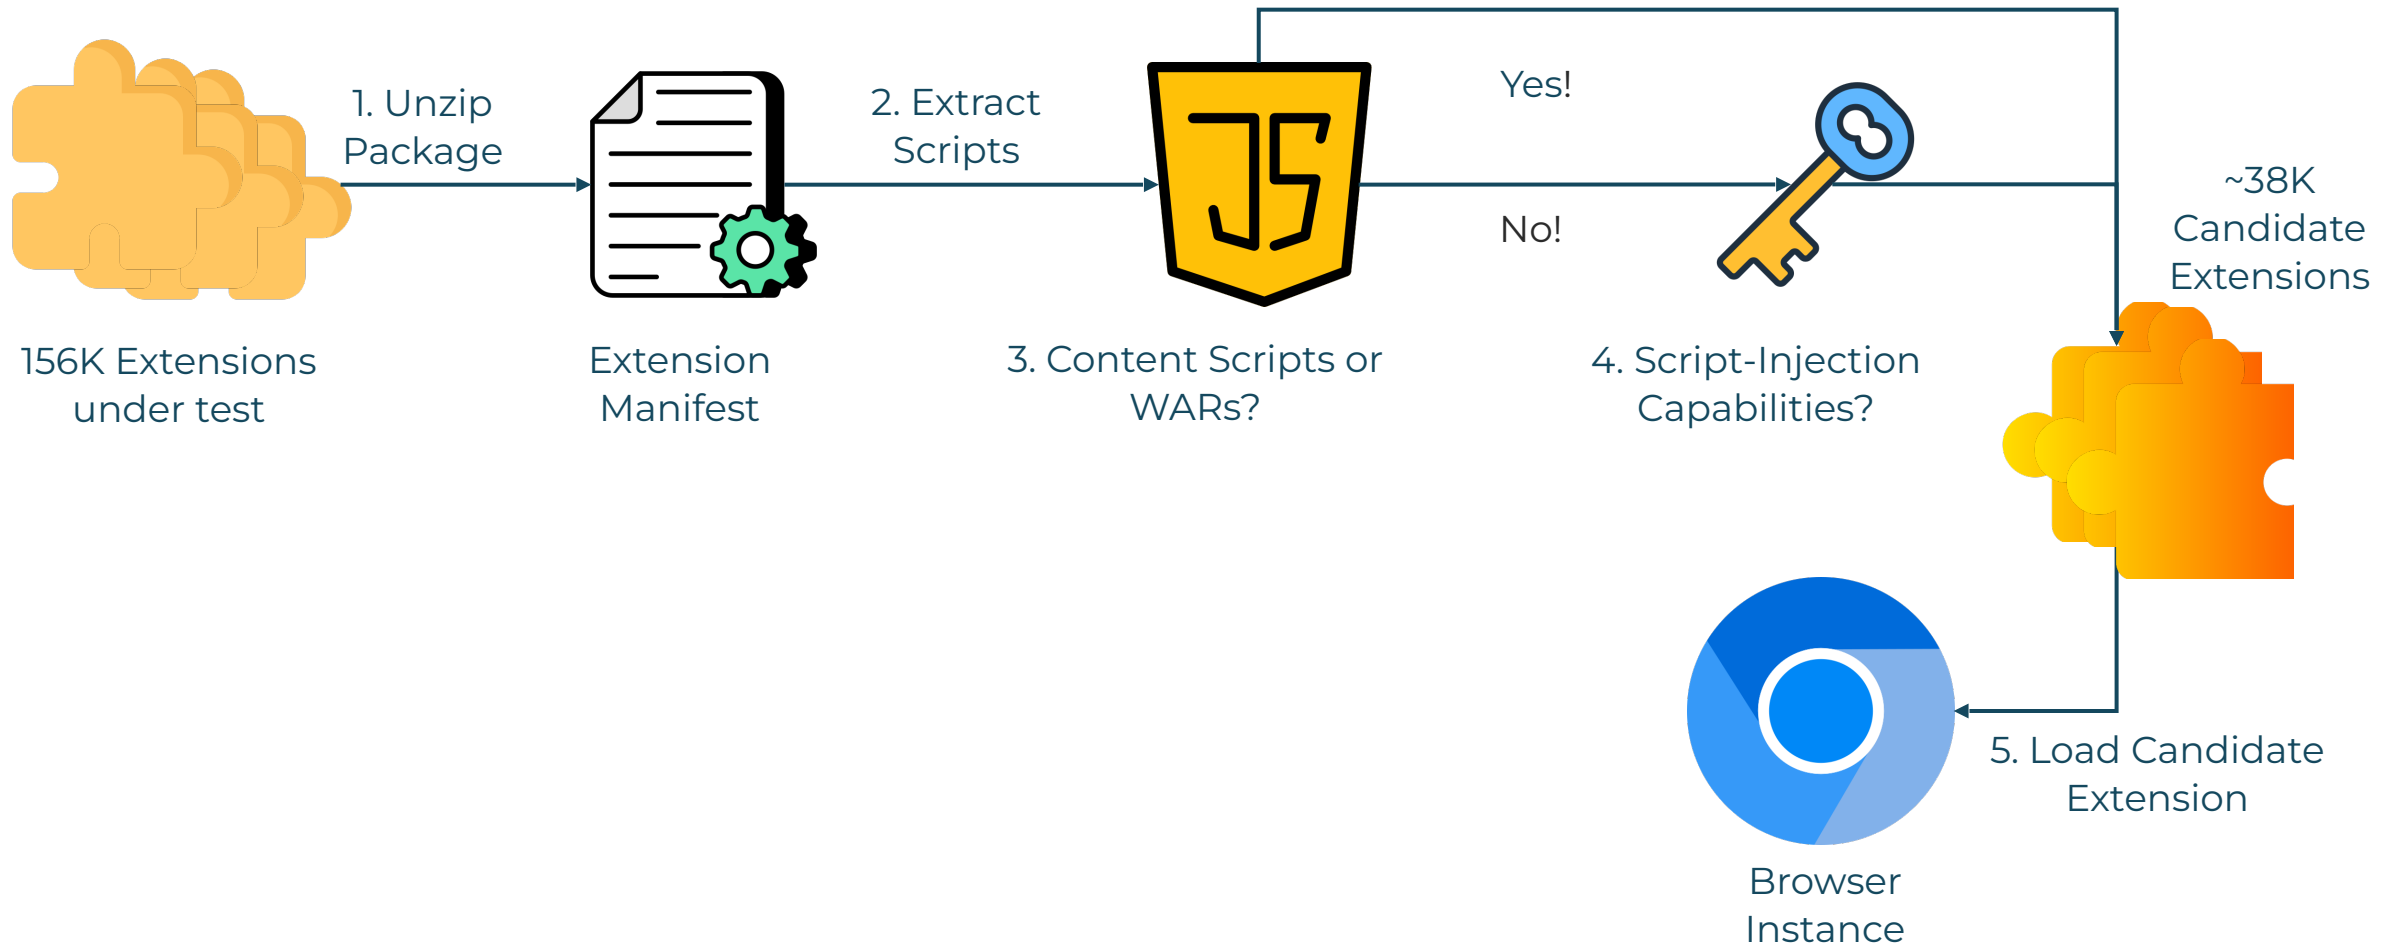 1. Unzip
Package
2. Extract
Scripts
JS
Yes!
No!
~38K
Candidate
Extensions
156K Extensions
under test
Extension
Manifest
3. Content Scripts or
WARs?
4. Script-Injection
Capabilities?
5. Load Candidate
Extension
Browser
Instance